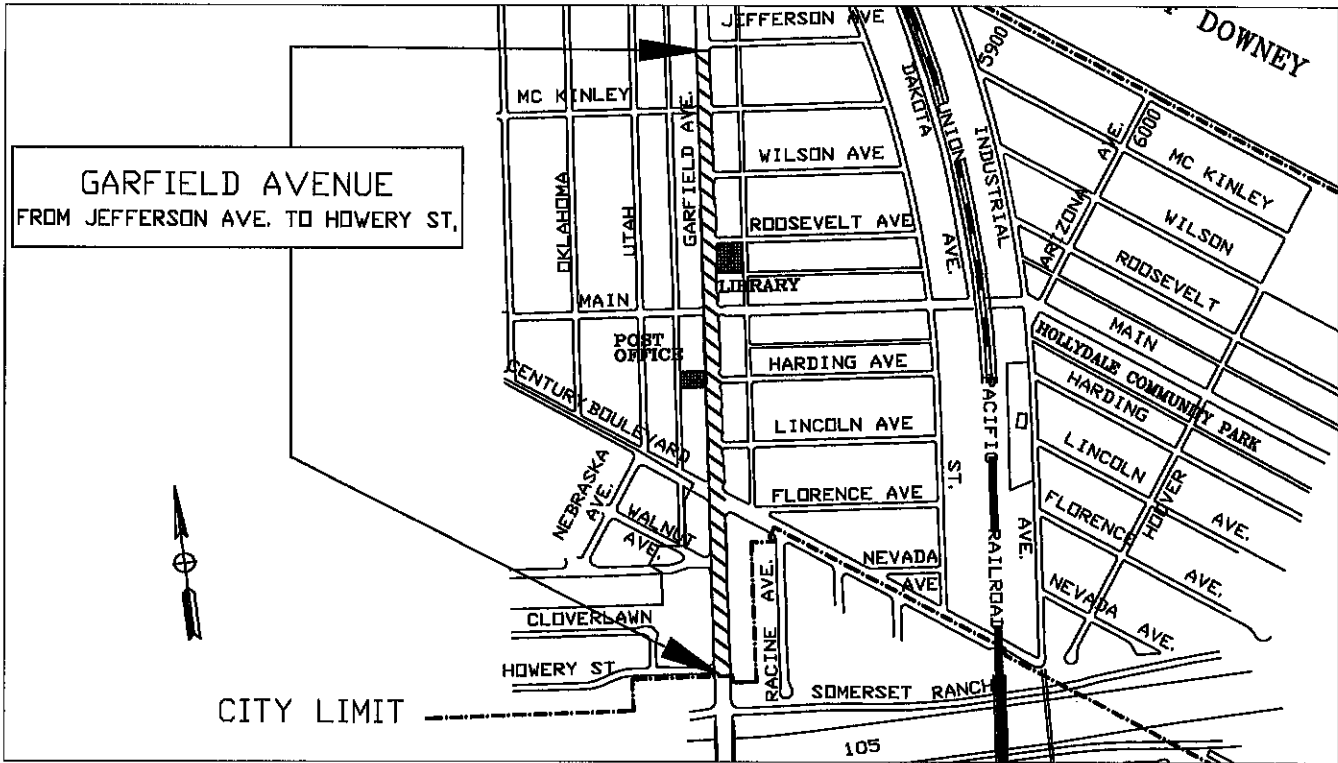 JEFFERSON AVE
DOWNEY
5900
MC KINLEY
GARFIELD AVE.
DAKOTA
AVE.
UNION
INDUSTRIAL
AVE.
6000
MC KINLEY
WILSON AVE
WILSON
GARFIELD AVENUE
FROM JEFFERSON AVE. TO HOWERY ST.
OKLAHOMA
UTAH
ROOSEVELT AVE
ARIZONA
ROOSEVELT
LIBRARY
MAIN
MAIN
POST
OFFICE
HARDING AVE
HOLLYDALE COMMUNITY PARK
HARDING
CENTURY BOULEVARD
PACIFIC
LINCOLN AVE
LINCOLN
NEBRASKA
AVE.
FLORENCE AVE
ST.
FLORENCE
HOOVER
AVE.
WALNUT
AVE.
RAILROAD
AVE.
NEVADA
AVE
AVE.
NEVADA AVE.
RACINE AVE.
CLOVERLAWN
HOWERY ST
SOMERSET RANCH
CITY LIMIT
105